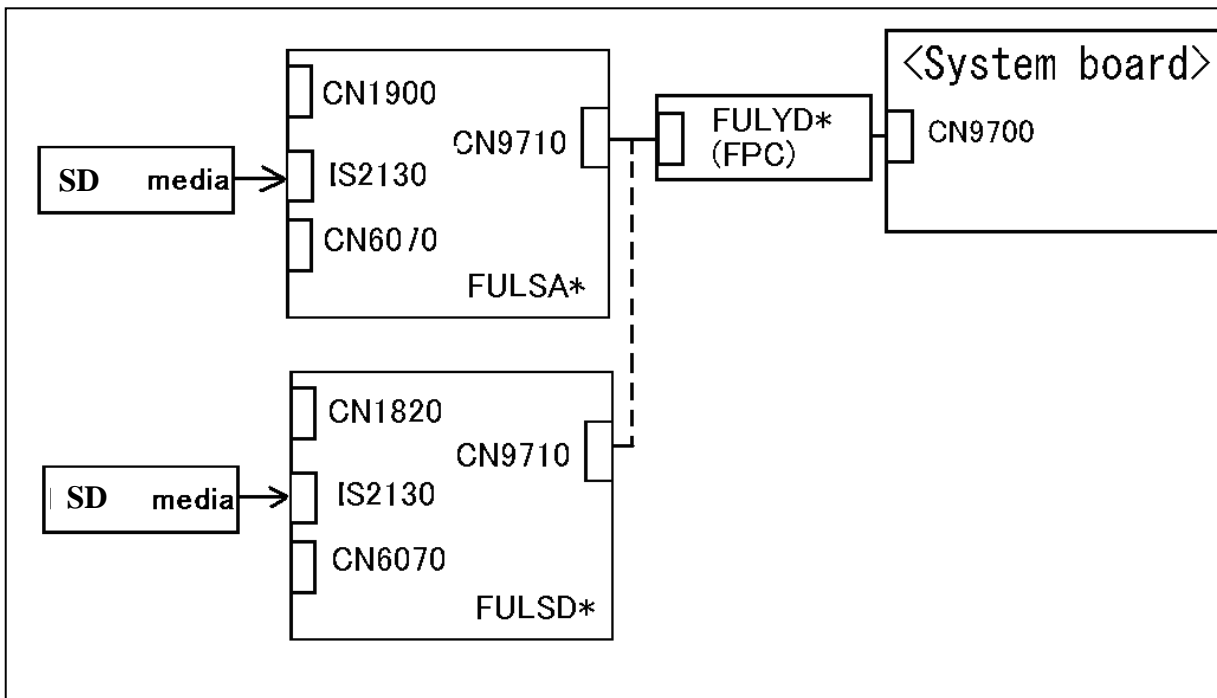 <System board>
CN1900
CN9710
FULYD*
(FPC)
CN9700
SD media
IS2130
CN6070
FULSA*
CN1820
CN9710
SD media
IS2130
CN6070
FULSD*